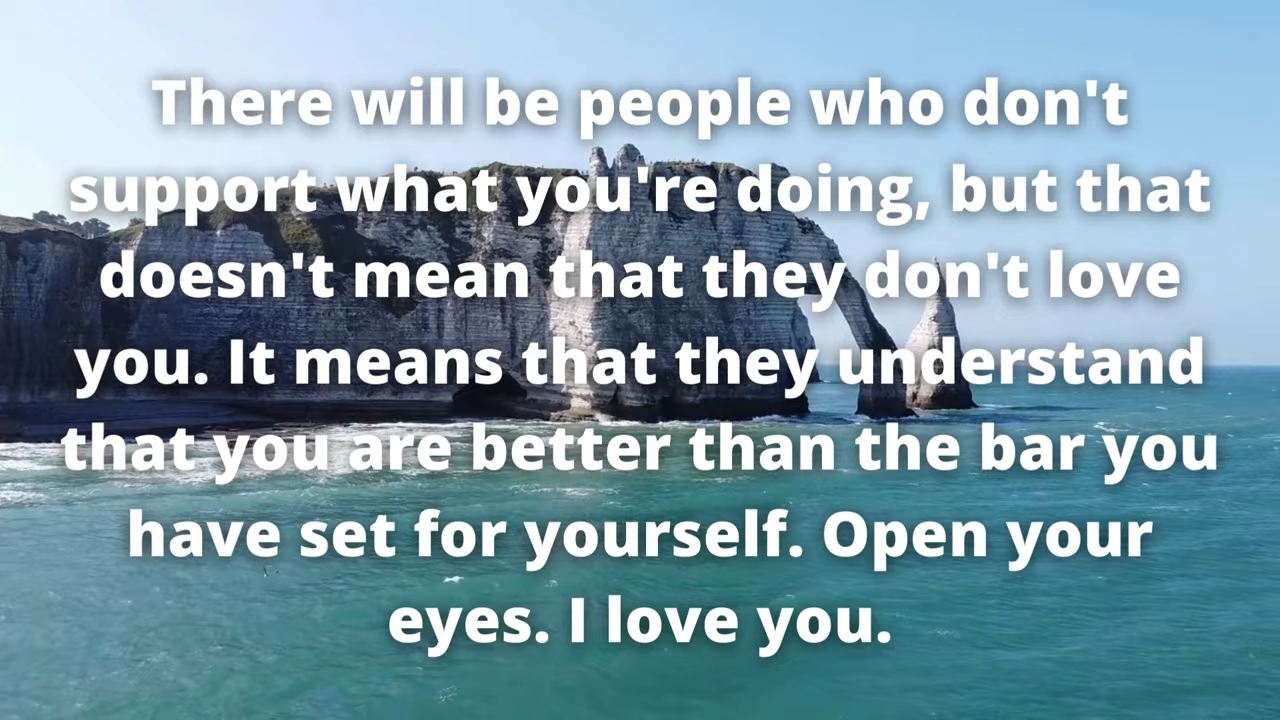 There will be people who don't
support what you're doing, but that
doesn't mean that they don't love
you. It means that they understand
that you are better than the bar you
have set for yourself. Open your
eyes. I love you.